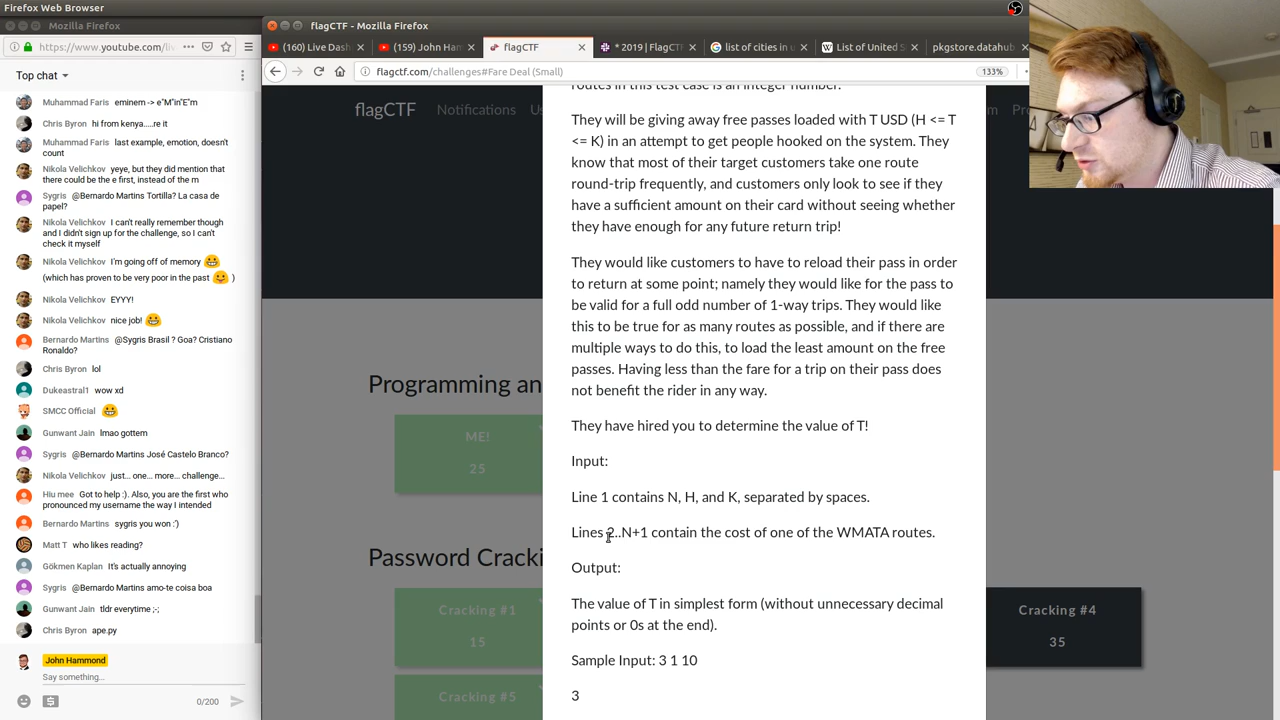 Firefox Web Browser
Mozilla Firefox
flagCTF - Mozilla Firefox
https://www.youtube.com/li
(160) Live Das
(159) John Ham
flagCTF
* 2019 | FlagCTF
list of cities in u
List of United S
pkgstore.datahub
flagctf.com/challenges#Fare Deal (Small)
133%
Top chat
Muhammad Faris eminem -> e"M"in"E"m
Chris Byron hi from kenya.....re it
Muhammad Faris last example, emotion, doesn't
count
Nikola Velichkov yeye, but they did mention that
there could be the e first, instead of the m
Sygris @Bernardo Martins Tortilla? La casa de
papel?
Nikola Velichkov I can't really remember though
and I didn't sign up for the challenge, so I can't
check it myself
Nikola Velichkov I'm going off of memory 😀
(which has proven to be very poor in the past 😛 )
Nikola Velichkov EYYY!
Nikola Velichkov nice job! 😀
Bernardo Martins @Sygris Brasil ? Goa? Cristiano
Ronaldo?
Chris Byron lol
Dukeastral1 wow xd
SMCC Official 😀
Gunwant Jain lmao gottem
Sygris @Bernardo Martins José Castelo Branco?
Nikola Velichkov just... one... more... challenge...
Hiu mee Got to help :). Also, you are the first who
pronounced my username the way I intended
Bernardo Martins sygris you won :')
Matt T who likes reading?
Gökmen Kaplan It's actually annoying
Sygris @Bernardo Martins amo-te coisa boa
Gunwant Jain tldr everytime ;-;
Chris Byron ape.py
John Hammond
Say something...
0/200
flagCTF
Notifications
Programming an
ME!
25
Password Cracki
Cracking #1
15
Cracking #5
Cracking #4
35
routes in this test case is an integer number.
They will be giving away free passes loaded with T USD (H <= T
<= K) in an attempt to get people hooked on the system. They
know that most of their target customers take one route
round-trip frequently, and customers only look to see if they
have a sufficient amount on their card without seeing whether
they have enough for any future return trip!
They would like customers to have to reload their pass in order
to return at some point; namely they would like for the pass to
be valid for a full odd number of 1-way trips. They would like
this to be true for as many routes as possible, and if there are
multiple ways to do this, to load the least amount on the free
passes. Having less than the fare for a trip on their pass does
not benefit the rider in any way.
They have hired you to determine the value of T!
Input:
Line 1 contains N, H, and K, separated by spaces.
Lines 2..N+1 contain the cost of one of the WMATA routes.
Output:
The value of T in simplest form (without unnecessary decimal
points or 0s at the end).
Sample Input: 3 1 10
3